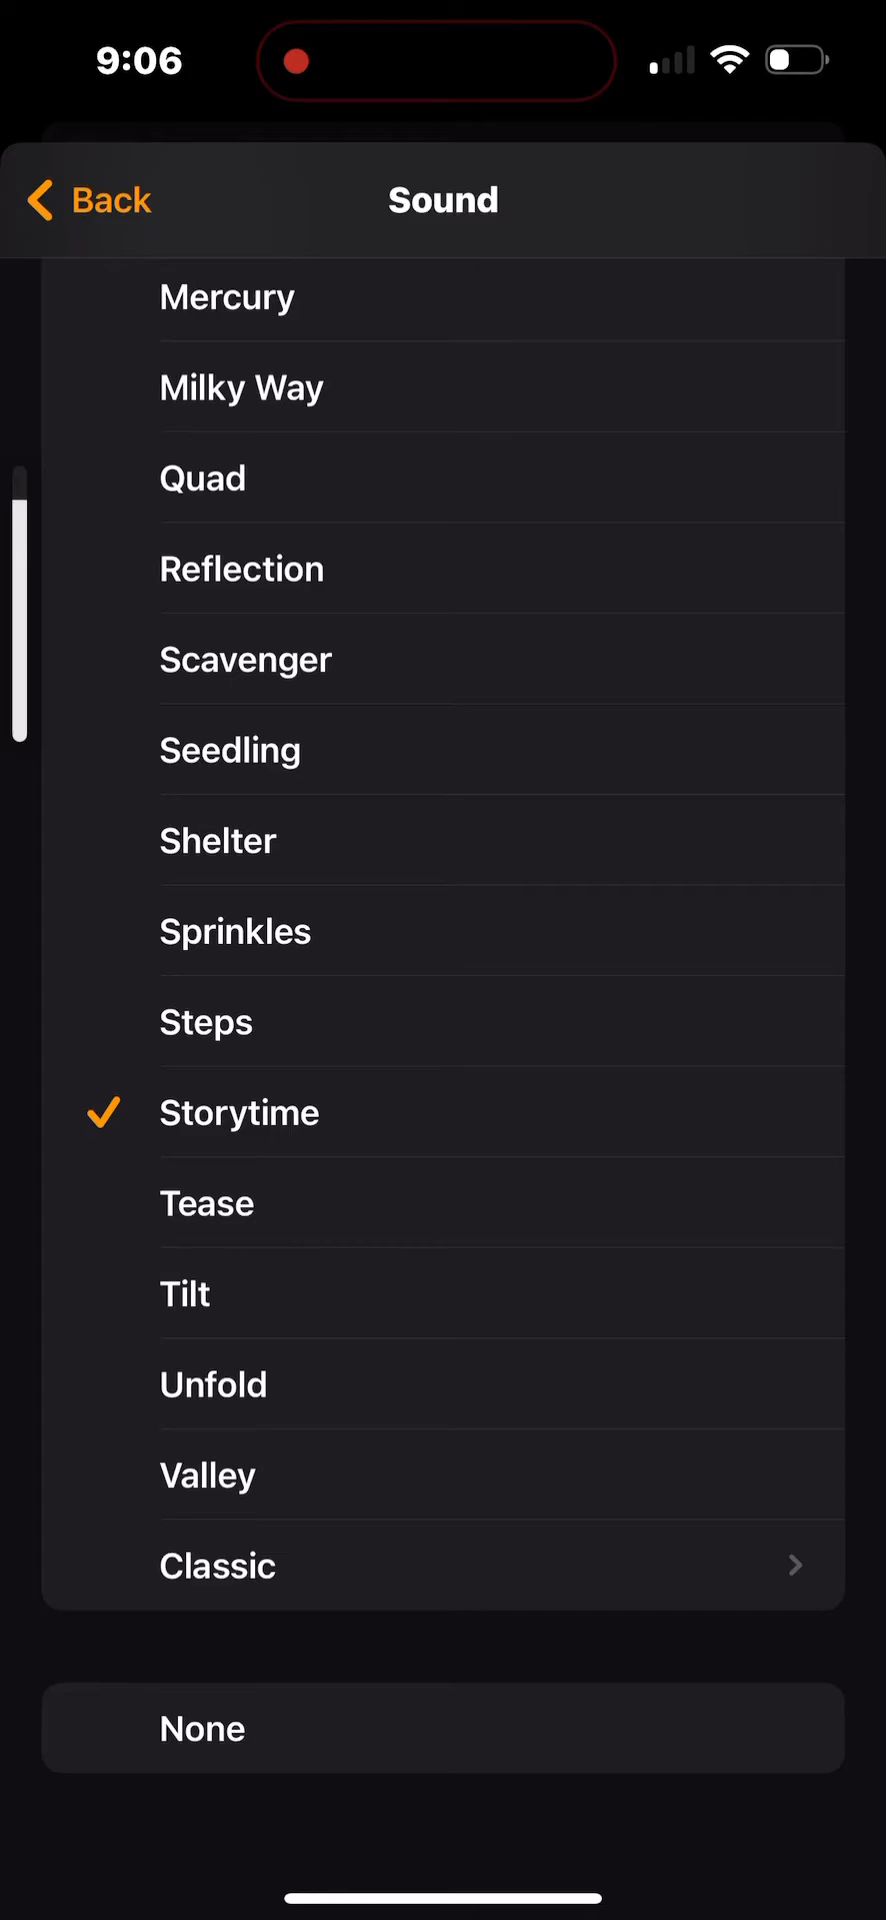 9:06
Back
Sound
Mercury
Milky Way
Quad
Reflection
Scavenger
Seedling
Shelter
Sprinkles
Steps
Storytime
Tease
Tilt
Unfold
Valley
Classic
None